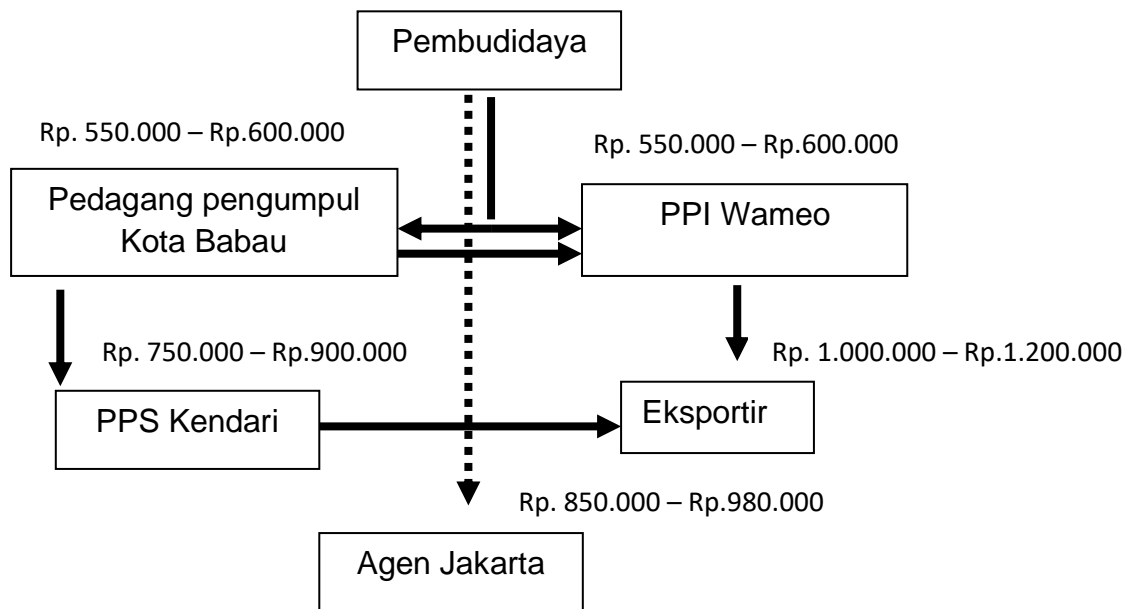 Pembudidaya
Rp. 550.000 – Rp.600.000
Rp. 550.000 – Rp.600.000
Pedagang pengumpul
Kota Babau
PPI Wameo
Rp. 750.000 – Rp.900.000
Rp. 1.000.000 – Rp.1.200.000
PPS Kendari
Eksportir
Rp. 850.000 – Rp.980.000
Agen Jakarta